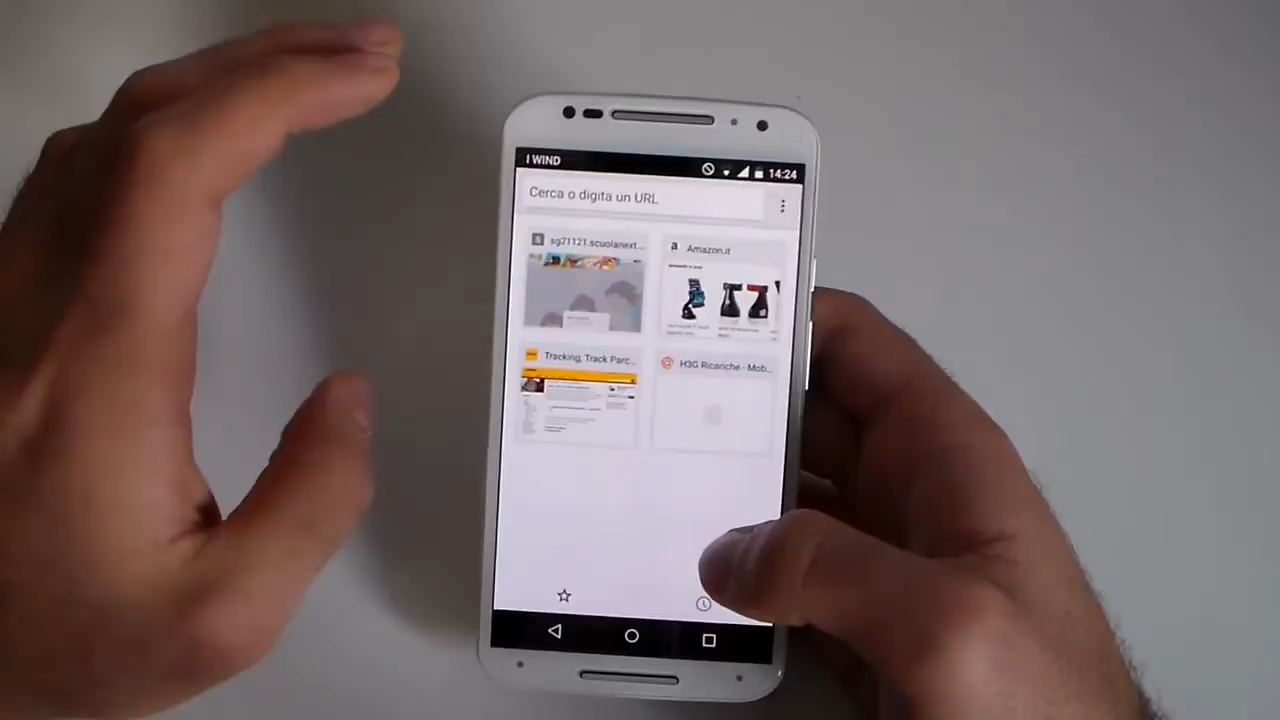 I WIND
14:24
Cerca o digita un URL
sg21121.scuolanext...
Amazon.it
Tracking, Track Parc...
H3G Ricariche - Mob...